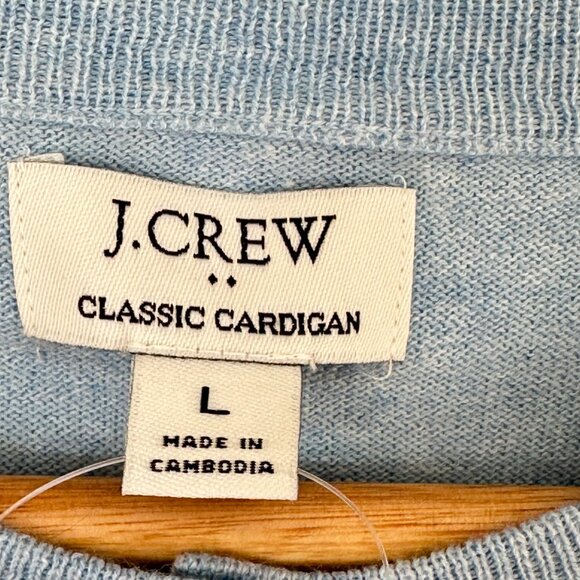 J.CREW
CLASSIC CARDIGAN
L
MADE IN
CAMBODIA